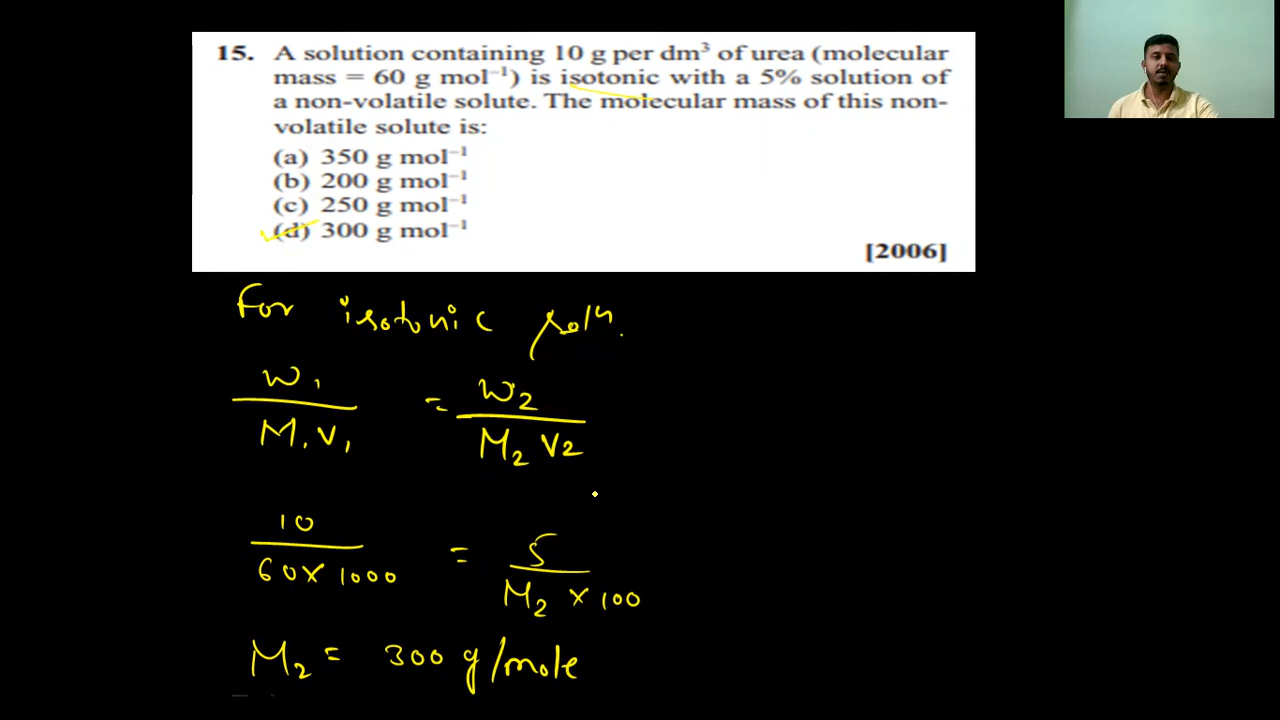 15. A solution containing 10 g per dm³ of urea (molecular
mass = 60 g mol⁻¹) is isotonic with a 5% solution of
a non-volatile solute. The molecular mass of this non-
volatile solute is:
(a) 350 g mol⁻¹
(b) 200 g mol⁻¹
(c) 250 g mol⁻¹
(d) 300 g mol⁻¹
[2006]
For isotonic soln.
W₁ / M₁V₁ = W₂ / M₂ V₂
10 / 60 × 1000 = 5 / M₂ × 100
M₂ = 300 g/mole